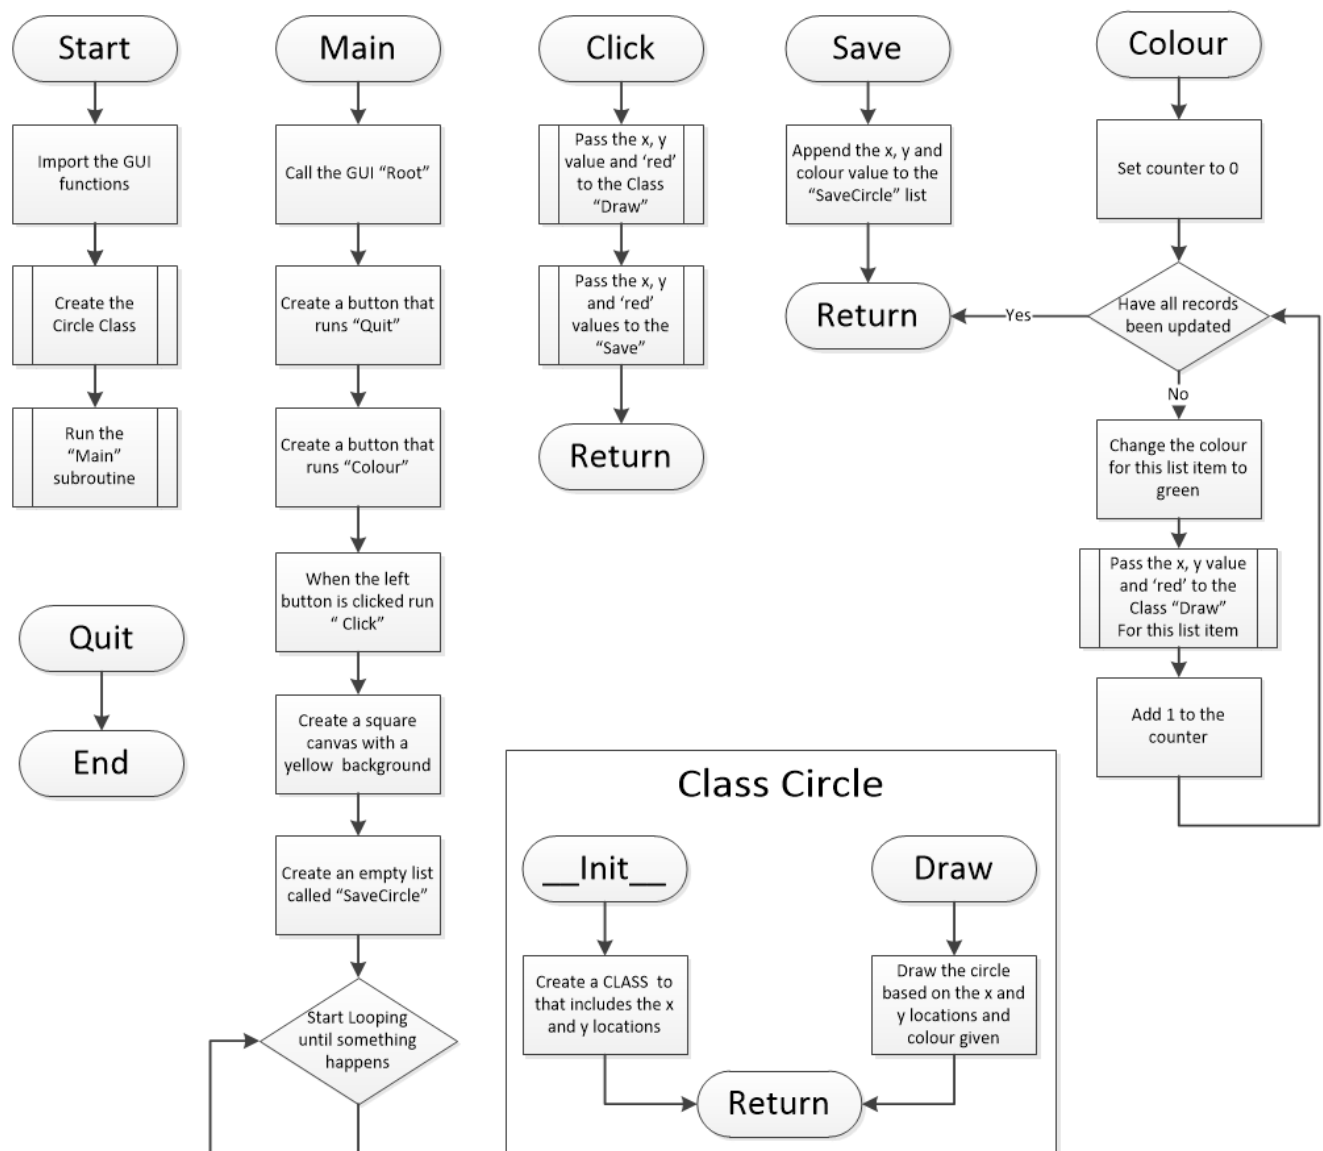 Start
Import the GUI
functions
Create the
Circle Class
Run the
“Main”
subroutine
Quit
End
Main
Call the GUI “Root”
Create a button that
runs “Quit”
Create a button that
runs “Colour”
When the left
button is clicked run
“ Click”
Create a square
canvas with a
yellow background
Create an empty list
called “SaveCircle”
Start Looping
until something
happens
Click
Pass the x, y
value and ‘red’
to the Class
“Draw”
Pass the x, y
and ‘red’
values to the
“Save”
Return
Save
Append the x, y and
colour value to the
“SaveCircle” list
Return
Colour
Set counter to 0
Have all records
been updated
Yes
No
Change the colour
for this list item to
green
Pass the x, y value
and ‘red’ to the
Class “Draw”
For this list item
Add 1 to the
counter
Class Circle
__Init__
Create a CLASS to
that includes the x
and y locations
Draw
Draw the circle
based on the x and
y locations and
colour given
Return